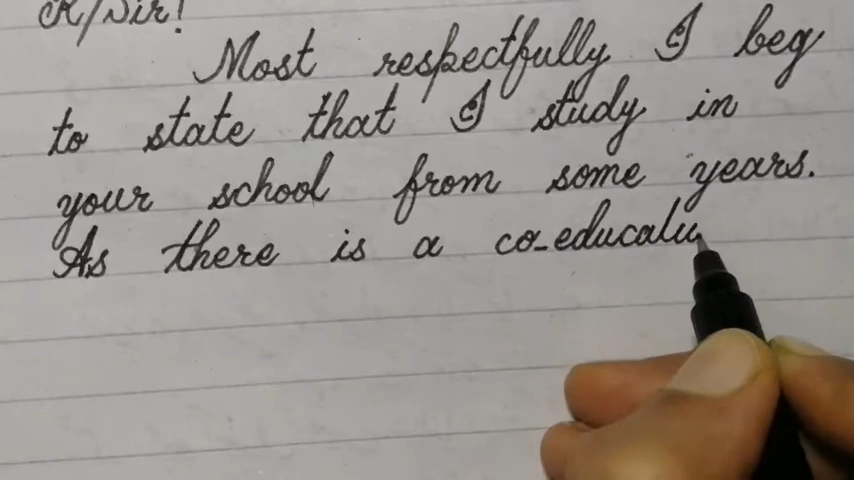 R/Sir!
Most respectfully I beg
to state that I study in
your school from some years.
As there is a co-educatu